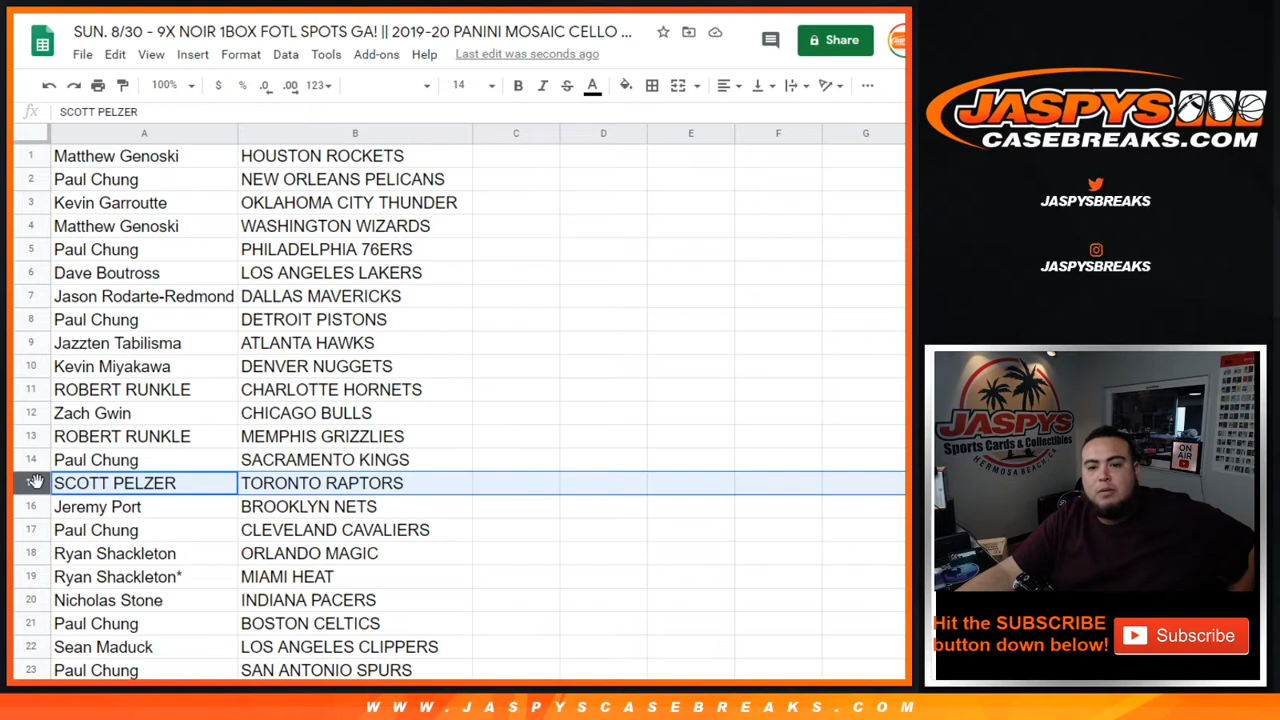 SUN. 8/30 - 9X NOIR 1BOX FOTL SPOTS GA! || 2019-20 PANINI MOSAIC CELLO ...
File Edit View Insert Format Data Tools Add-ons Help Last edit was seconds ago
Share
100% $ % .0 .00 123 14 B I S A
fx SCOTT PELZER
A B C D E F G
1 Matthew Genoski HOUSTON ROCKETS
2 Paul Chung NEW ORLEANS PELICANS
3 Kevin Garroutte OKLAHOMA CITY THUNDER
4 Matthew Genoski WASHINGTON WIZARDS
5 Paul Chung PHILADELPHIA 76ERS
6 Dave Boutross LOS ANGELES LAKERS
7 Jason Rodarte-Redmond DALLAS MAVERICKS
8 Paul Chung DETROIT PISTONS
9 Jazzten Tabilisma ATLANTA HAWKS
10 Kevin Miyakawa DENVER NUGGETS
11 ROBERT RUNKLE CHARLOTTE HORNETS
12 Zach Gwin CHICAGO BULLS
13 ROBERT RUNKLE MEMPHIS GRIZZLIES
14 Paul Chung SACRAMENTO KINGS
SCOTT PELZER TORONTO RAPTORS
16 Jeremy Port BROOKLYN NETS
17 Paul Chung CLEVELAND CAVALIERS
18 Ryan Shackleton ORLANDO MAGIC
19 Ryan Shackleton* MIAMI HEAT
20 Nicholas Stone INDIANA PACERS
21 Paul Chung BOSTON CELTICS
22 Sean Maduck LOS ANGELES CLIPPERS
23 Paul Chung SAN ANTONIO SPURS
JASPYS
CASEBREAKS.COM
JASPYSBREAKS
JASPYSBREAKS
JASPYS
Sports Cards & Collectibles
HERMOSA BEACH, CA
ON AIR
Hit the SUBSCRIBE
button down below!
Subscribe
WWW.JASPYSCASEBREAKS.COM